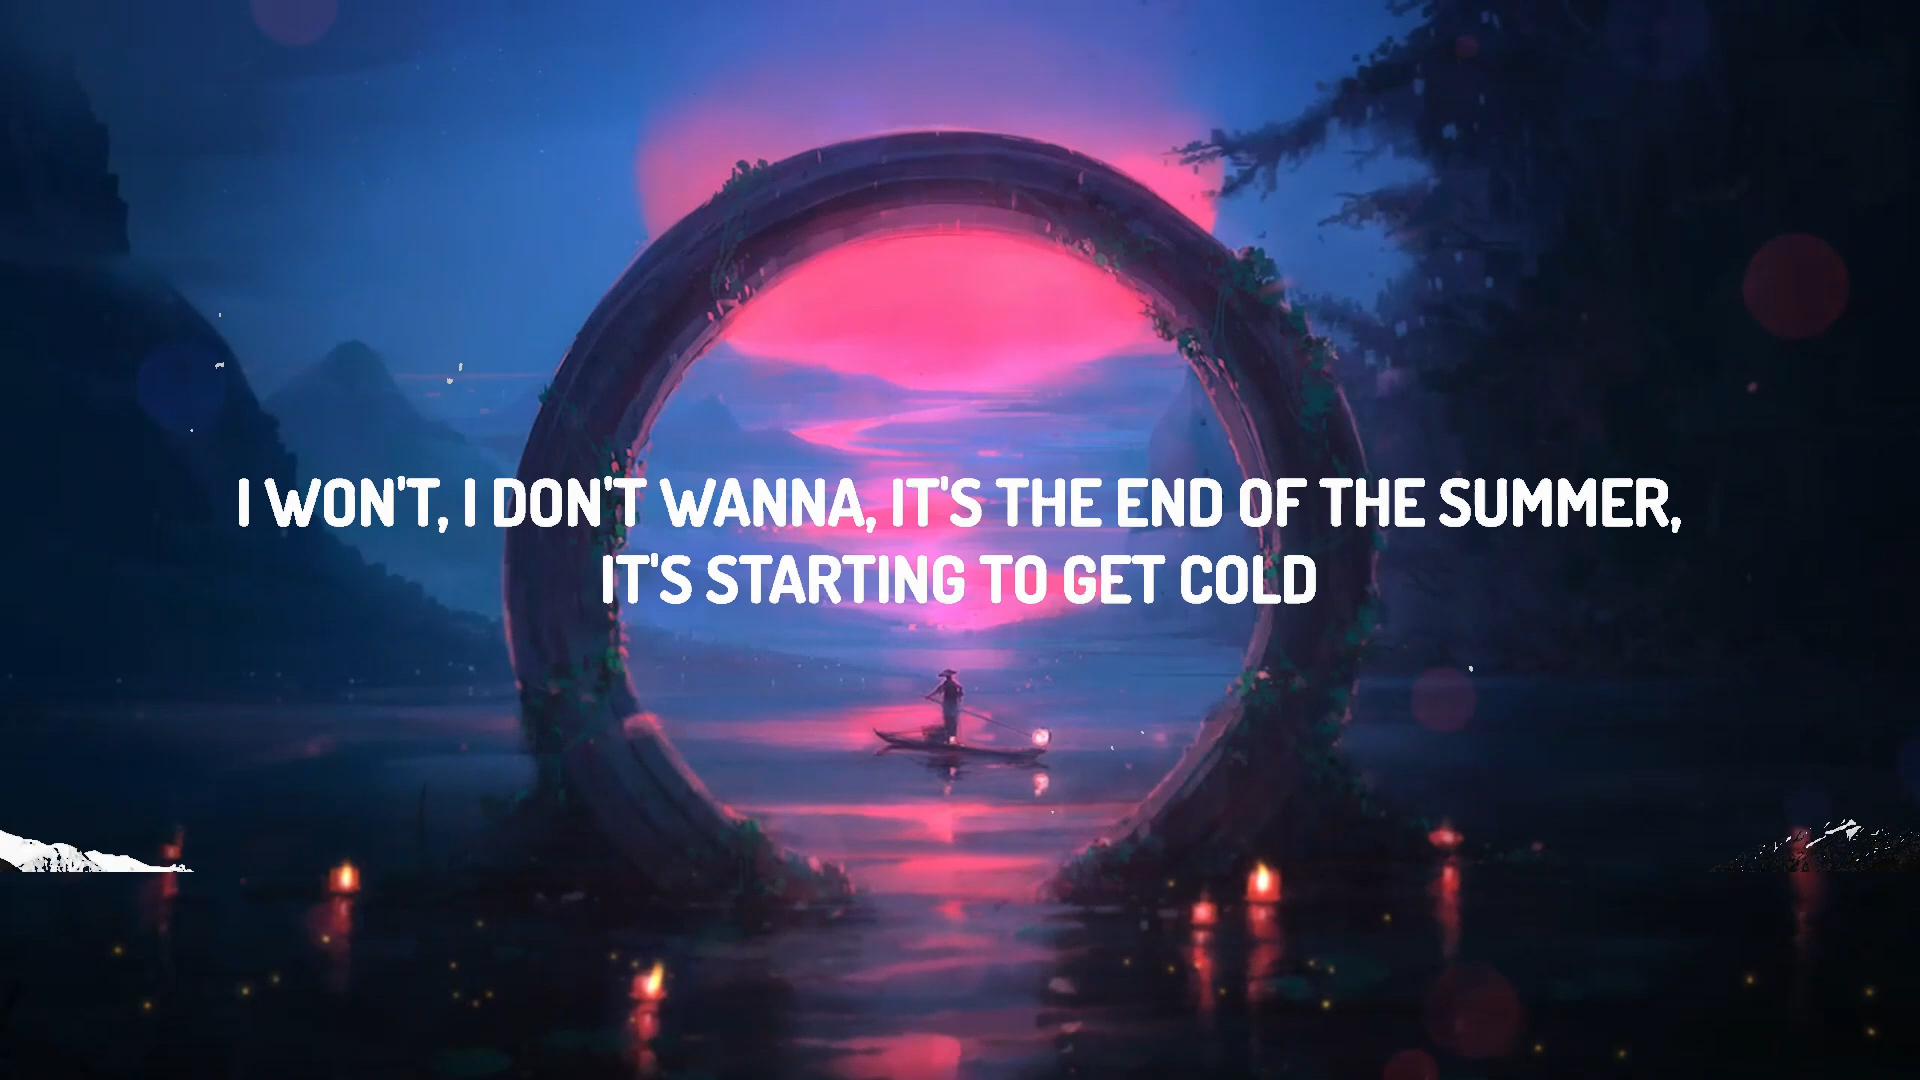 I WON'T, I DON'T WANNA, IT'S THE END OF THE SUMMER,
IT'S STARTING TO GET COLD